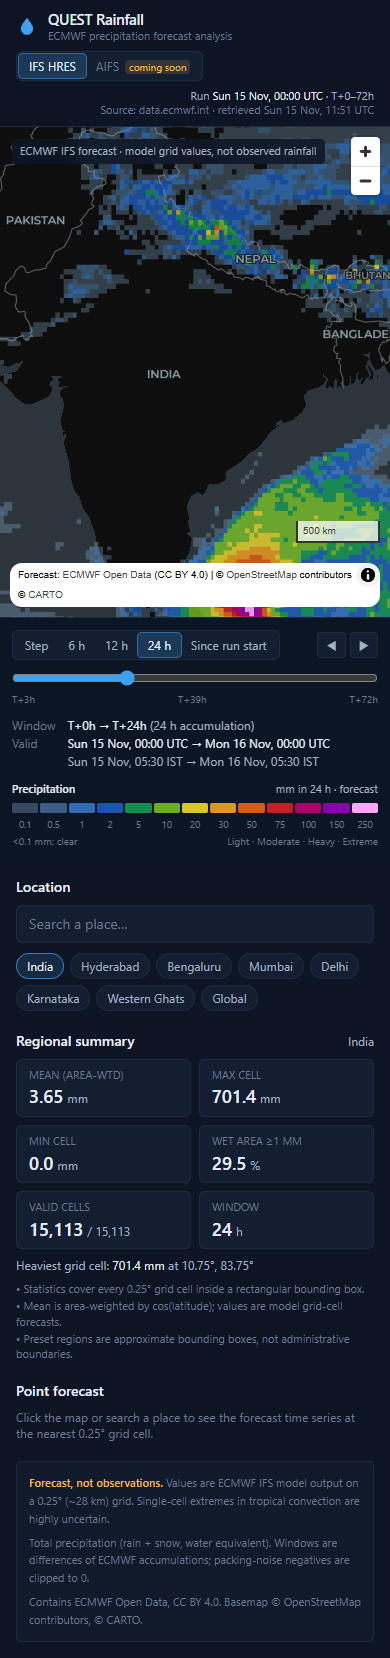 QUEST Rainfall
ECMWF precipitation forecast analysis
IFS HRES AIFS coming soon
Run Sun 15 Nov, 00:00 UTC · T+0–72h
Source: data.ecmwf.int · retrieved Sun 15 Nov, 11:51 UTC
ECMWF IFS forecast · model grid values, not observed rainfall
+
−
PAKISTAN
NEPAL
BHUTAN
BANGLADE
INDIA
500 km
Forecast: ECMWF Open Data (CC BY 4.0) | © OpenStreetMap contributors
© CARTO
Step 6 h 12 h 24 h Since run start ◀ ▶
T+3h T+39h T+72h
Window T+0h → T+24h (24 h accumulation)
Valid Sun 15 Nov, 00:00 UTC → Mon 16 Nov, 00:00 UTC
Sun 15 Nov, 05:30 IST → Mon 16 Nov, 05:30 IST
Precipitation mm in 24 h · forecast
0.1 0.5 1 2 5 10 20 30 50 75 100 150 250
<0.1 mm: clear Light · Moderate · Heavy · Extreme
Location
Search a place...
India Hyderabad Bengaluru Mumbai Delhi
Karnataka Western Ghats Global
Regional summary India
MEAN (AREA-WTD) MAX CELL
3.65 mm 701.4 mm
MIN CELL WET AREA ≥1 MM
0.0 mm 29.5 %
VALID CELLS WINDOW
15,113 / 15,113 24 h
Heaviest grid cell: 701.4 mm at 10.75°, 83.75°
• Statistics cover every 0.25° grid cell inside a rectangular bounding box.
• Mean is area-weighted by cos(latitude); values are model grid-cell
forecasts.
• Preset regions are approximate bounding boxes, not administrative
boundaries.
Point forecast
Click the map or search a place to see the forecast time series at
the nearest 0.25° grid cell.
Forecast, not observations. Values are ECMWF IFS model output on
a 0.25° (~28 km) grid. Single-cell extremes in tropical convection are
highly uncertain.
Total precipitation (rain + snow, water equivalent). Windows are
differences of ECMWF accumulations; packing-noise negatives are
clipped to 0.
Contains ECMWF Open Data, CC BY 4.0. Basemap © OpenStreetMap
contributors, © CARTO.